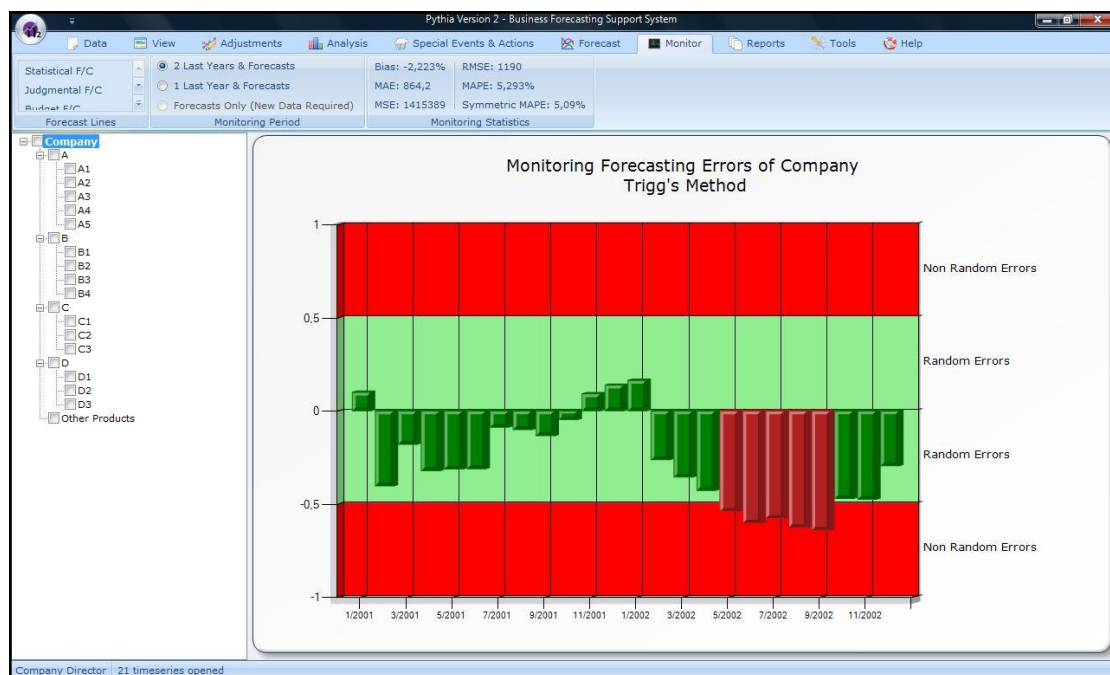 Pythia Version 2 - Business Forecasting Support System
Data View Adjustments Analysis Special Events & Actions Forecast Monitor Reports Tools Help
Statistical F/C
Judgmental F/C
Budget F/C
Forecast Lines
2 Last Years & Forecasts
1 Last Year & Forecasts
Forecasts Only (New Data Required)
Monitoring Period
Bias: -2,223% RMSE: 1190
MAE: 864,2 MAPE: 5,293%
MSE: 1415389 Symmetric MAPE: 5,09%
Monitoring Statistics
Company
A
A1
A2
A3
A4
A5
B
B1
B2
B3
B4
C
C1
C2
C3
D
D1
D2
D3
Other Products
Monitoring Forecasting Errors of Company
Trigg's Method
1
Non Random Errors
0,5
Random Errors
0
Random Errors
-0,5
Non Random Errors
-1
1/2001 3/2001 5/2001 7/2001 9/2001 11/2001 1/2002 3/2002 5/2002 7/2002 9/2002 11/2002
Company Director 21 timeseries opened